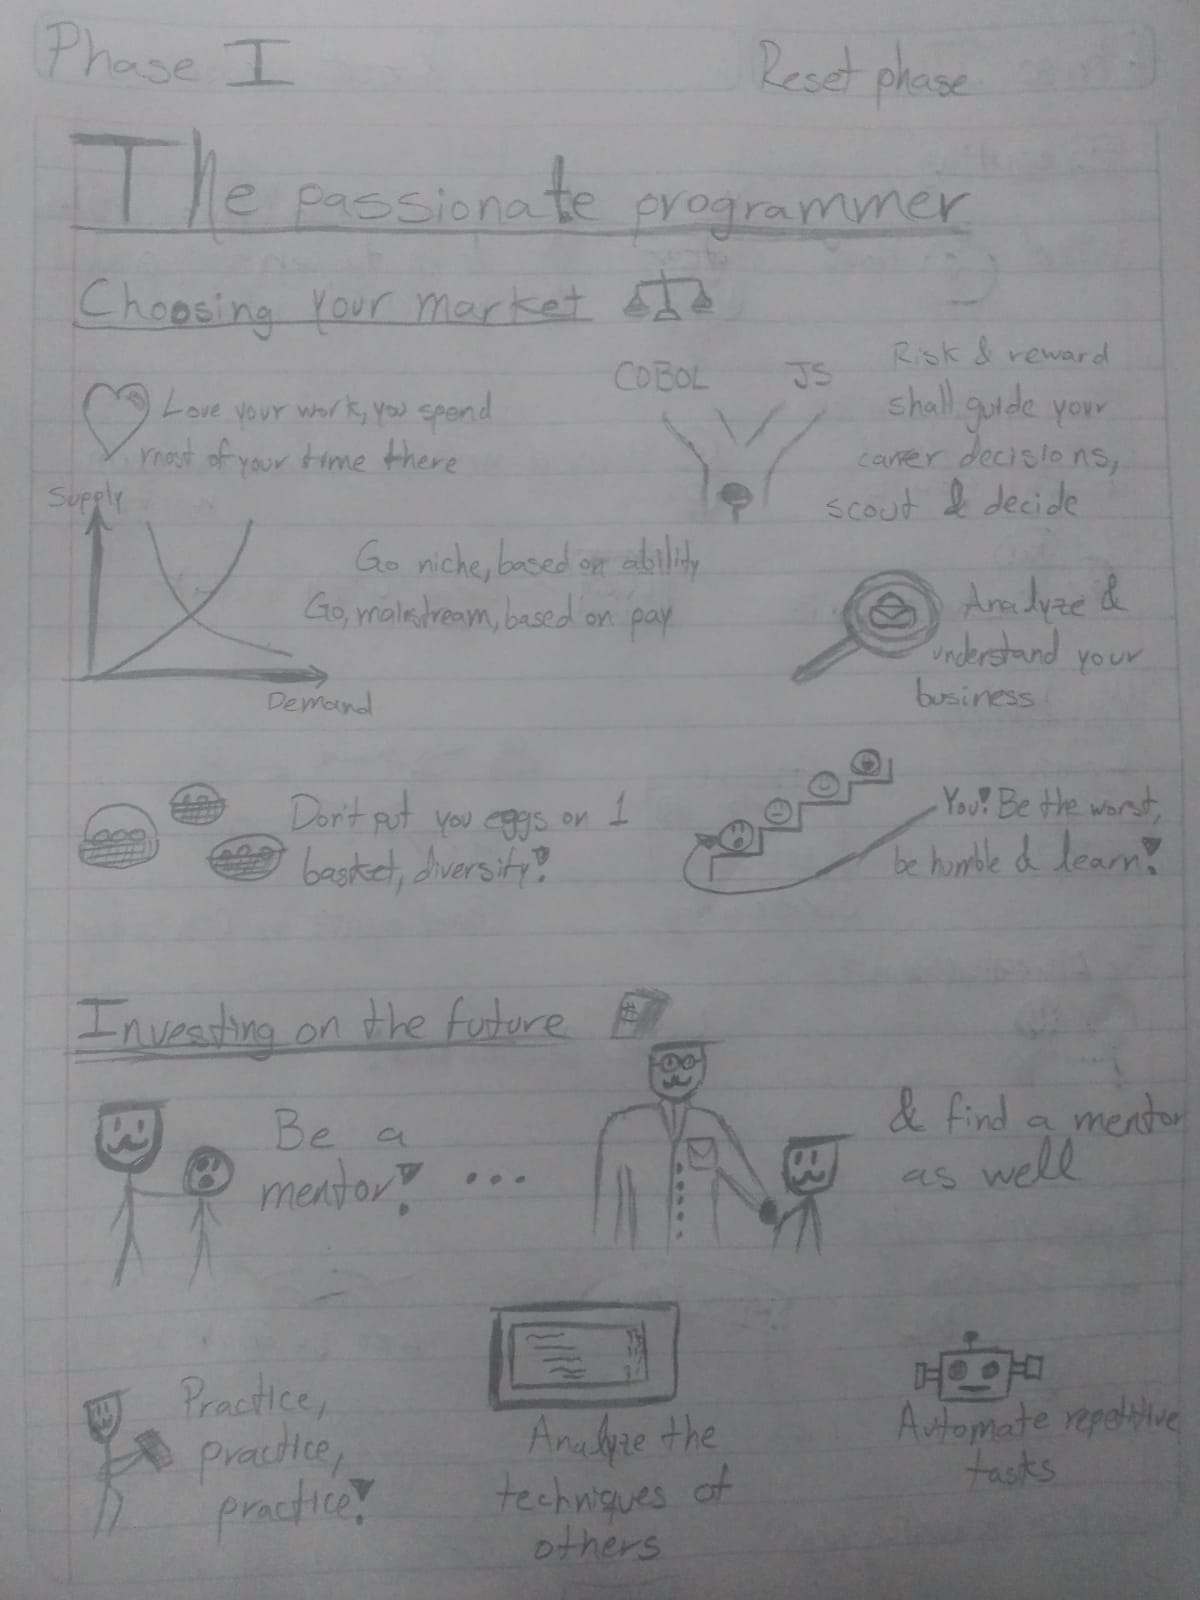 Phase I
Reset phase
The passionate programmer
Choosing your market
Love your work, you spend
most of your time there
COBOL
JS
Risk & reward
shall guide your
career decisions,
scout & decide
Supply
Demand
Go niche, based on ability
Go, mainstream, based on pay
Analyze &
understand your
business
Don't put you eggs on 1
basket, diversity!
You! Be the worst,
be humble & learn!
Investing on the future
Be a
mentor! ...
& find a mentor
as well
Practice,
practice,
practice!
Analyze the
techniques of
others
Automate repetitive
tasks